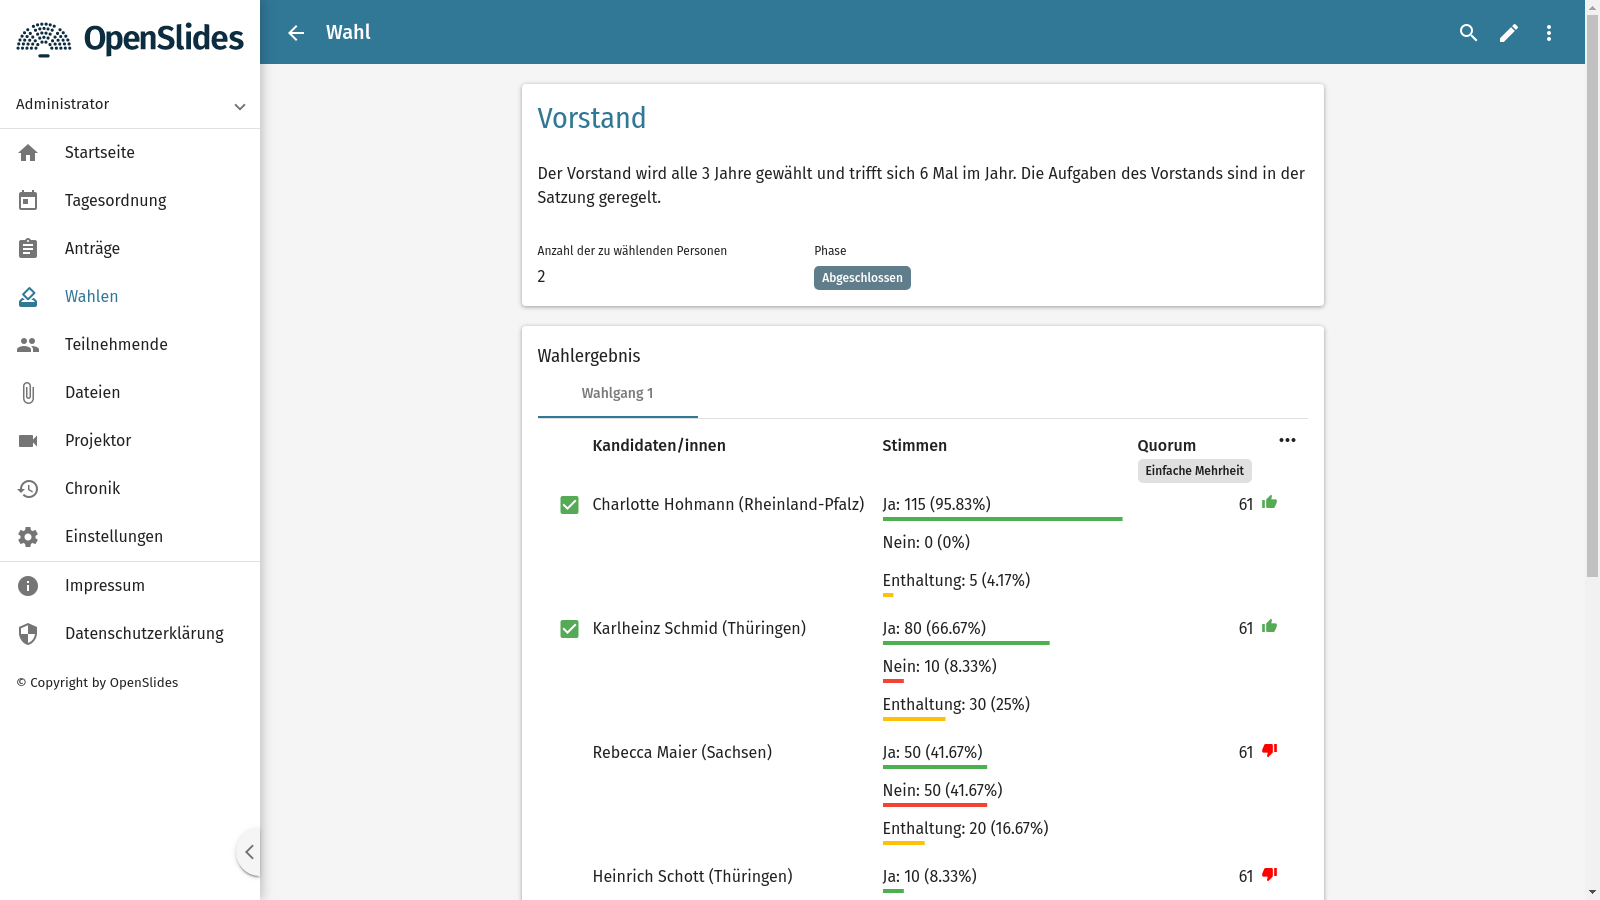 OpenSlides
Wahl
Administrator
Startseite
Tagesordnung
Anträge
Wahlen
Teilnehmende
Dateien
Projektor
Chronik
Einstellungen
Impressum
Datenschutzerklärung
© Copyright by OpenSlides
Vorstand
Der Vorstand wird alle 3 Jahre gewählt und trifft sich 6 Mal im Jahr. Die Aufgaben des Vorstands sind in der
Satzung geregelt.
Anzahl der zu wählenden Personen Phase
2 Abgeschlossen
Wahlergebnis
Wahlgang 1
Kandidaten/innen Stimmen Quorum
Einfache Mehrheit
Charlotte Hohmann (Rheinland-Pfalz) Ja: 115 (95.83%) 61
Nein: 0 (0%)
Enthaltung: 5 (4.17%)
Karlheinz Schmid (Thüringen) Ja: 80 (66.67%) 61
Nein: 10 (8.33%)
Enthaltung: 30 (25%)
Rebecca Maier (Sachsen) Ja: 50 (41.67%) 61
Nein: 50 (41.67%)
Enthaltung: 20 (16.67%)
Heinrich Schott (Thüringen) Ja: 10 (8.33%) 61